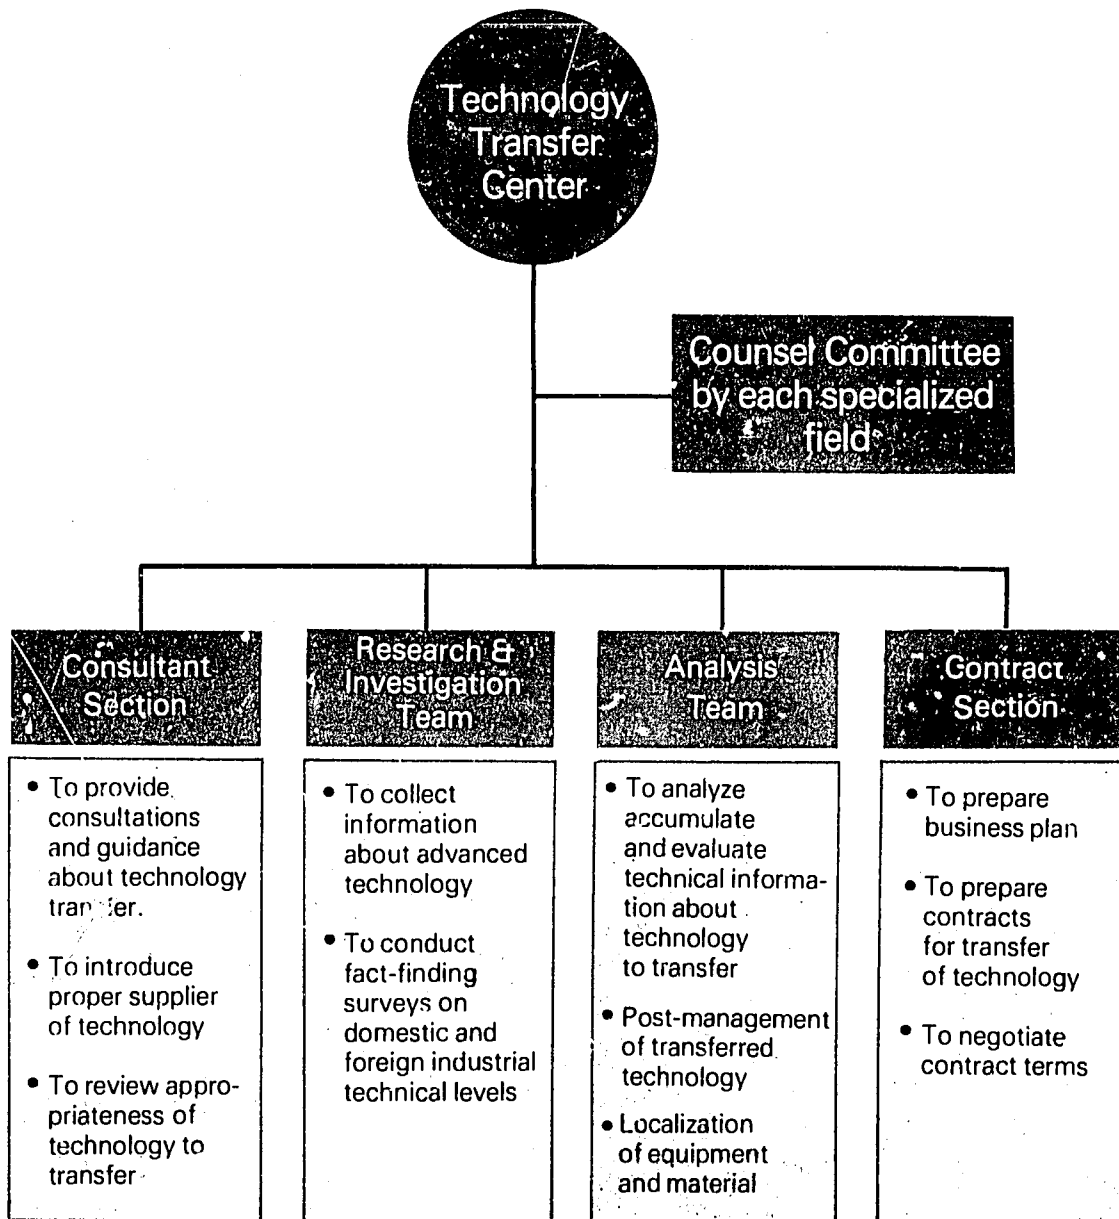 Technology
Transfer
Center
Counsel Committee
by each specialized
field
Consultant
Section
• To provide
consultations
and guidance
about technology
transfer.
• To introduce
proper supplier
of technology
• To review appro-
priateness of
technology to
transfer
Research &
Investigation
Team
• To collect
information
about advanced
technology
• To conduct
fact-finding
surveys on
domestic and
foreign industrial
technical levels
Analysis
Team
• To analyze
accumulate
and evaluate
technical informa-
tion about
technology
to transfer
• Post-management
of transferred
technology
• Localization
of equipment
and material
Contract
Section
• To prepare
business plan
• To prepare
contracts
for transfer
of technology
• To negotiate
contract terms